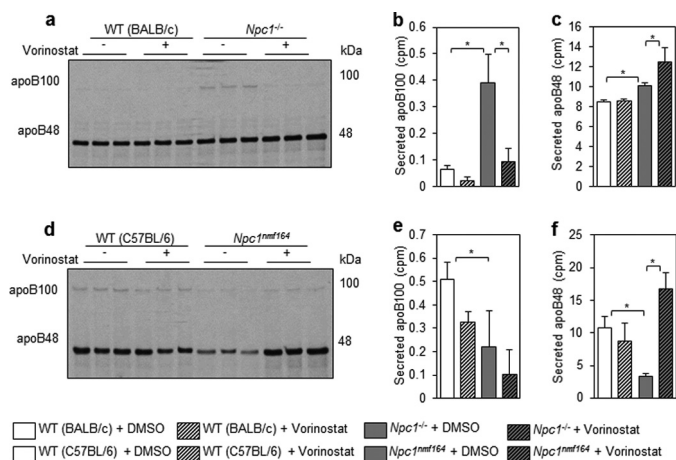 a
WT (BALB/c) Npc1-/-
Vorinostat - + - + kDa
apoB100 100
apoB48 48
b
Secreted apoB100 (cpm)
0.6
0.5
0.4
0.3
0.2
0.1
0
* *
c
Secreted apoB48 (cpm)
16
14
12
10
8
6
4
2
0
* *
d
WT (C57BL/6) Npc1nmf164
Vorinostat - + - + kDa
apoB100 100
apoB48 48
e
Secreted apoB100 (cpm)
0.7
0.6
0.5
0.4
0.3
0.2
0.1
0
*
f
Secreted apoB48 (cpm)
25
20
15
10
5
0
* *
WT (BALB/c) + DMSO WT (BALB/c) + Vorinostat Npc1-/- + DMSO Npc1-/- + Vorinostat
WT (C57BL/6) + DMSO WT (C57BL/6) + Vorinostat Npc1nmf164 + DMSO Npc1nmf164 + Vorinostat